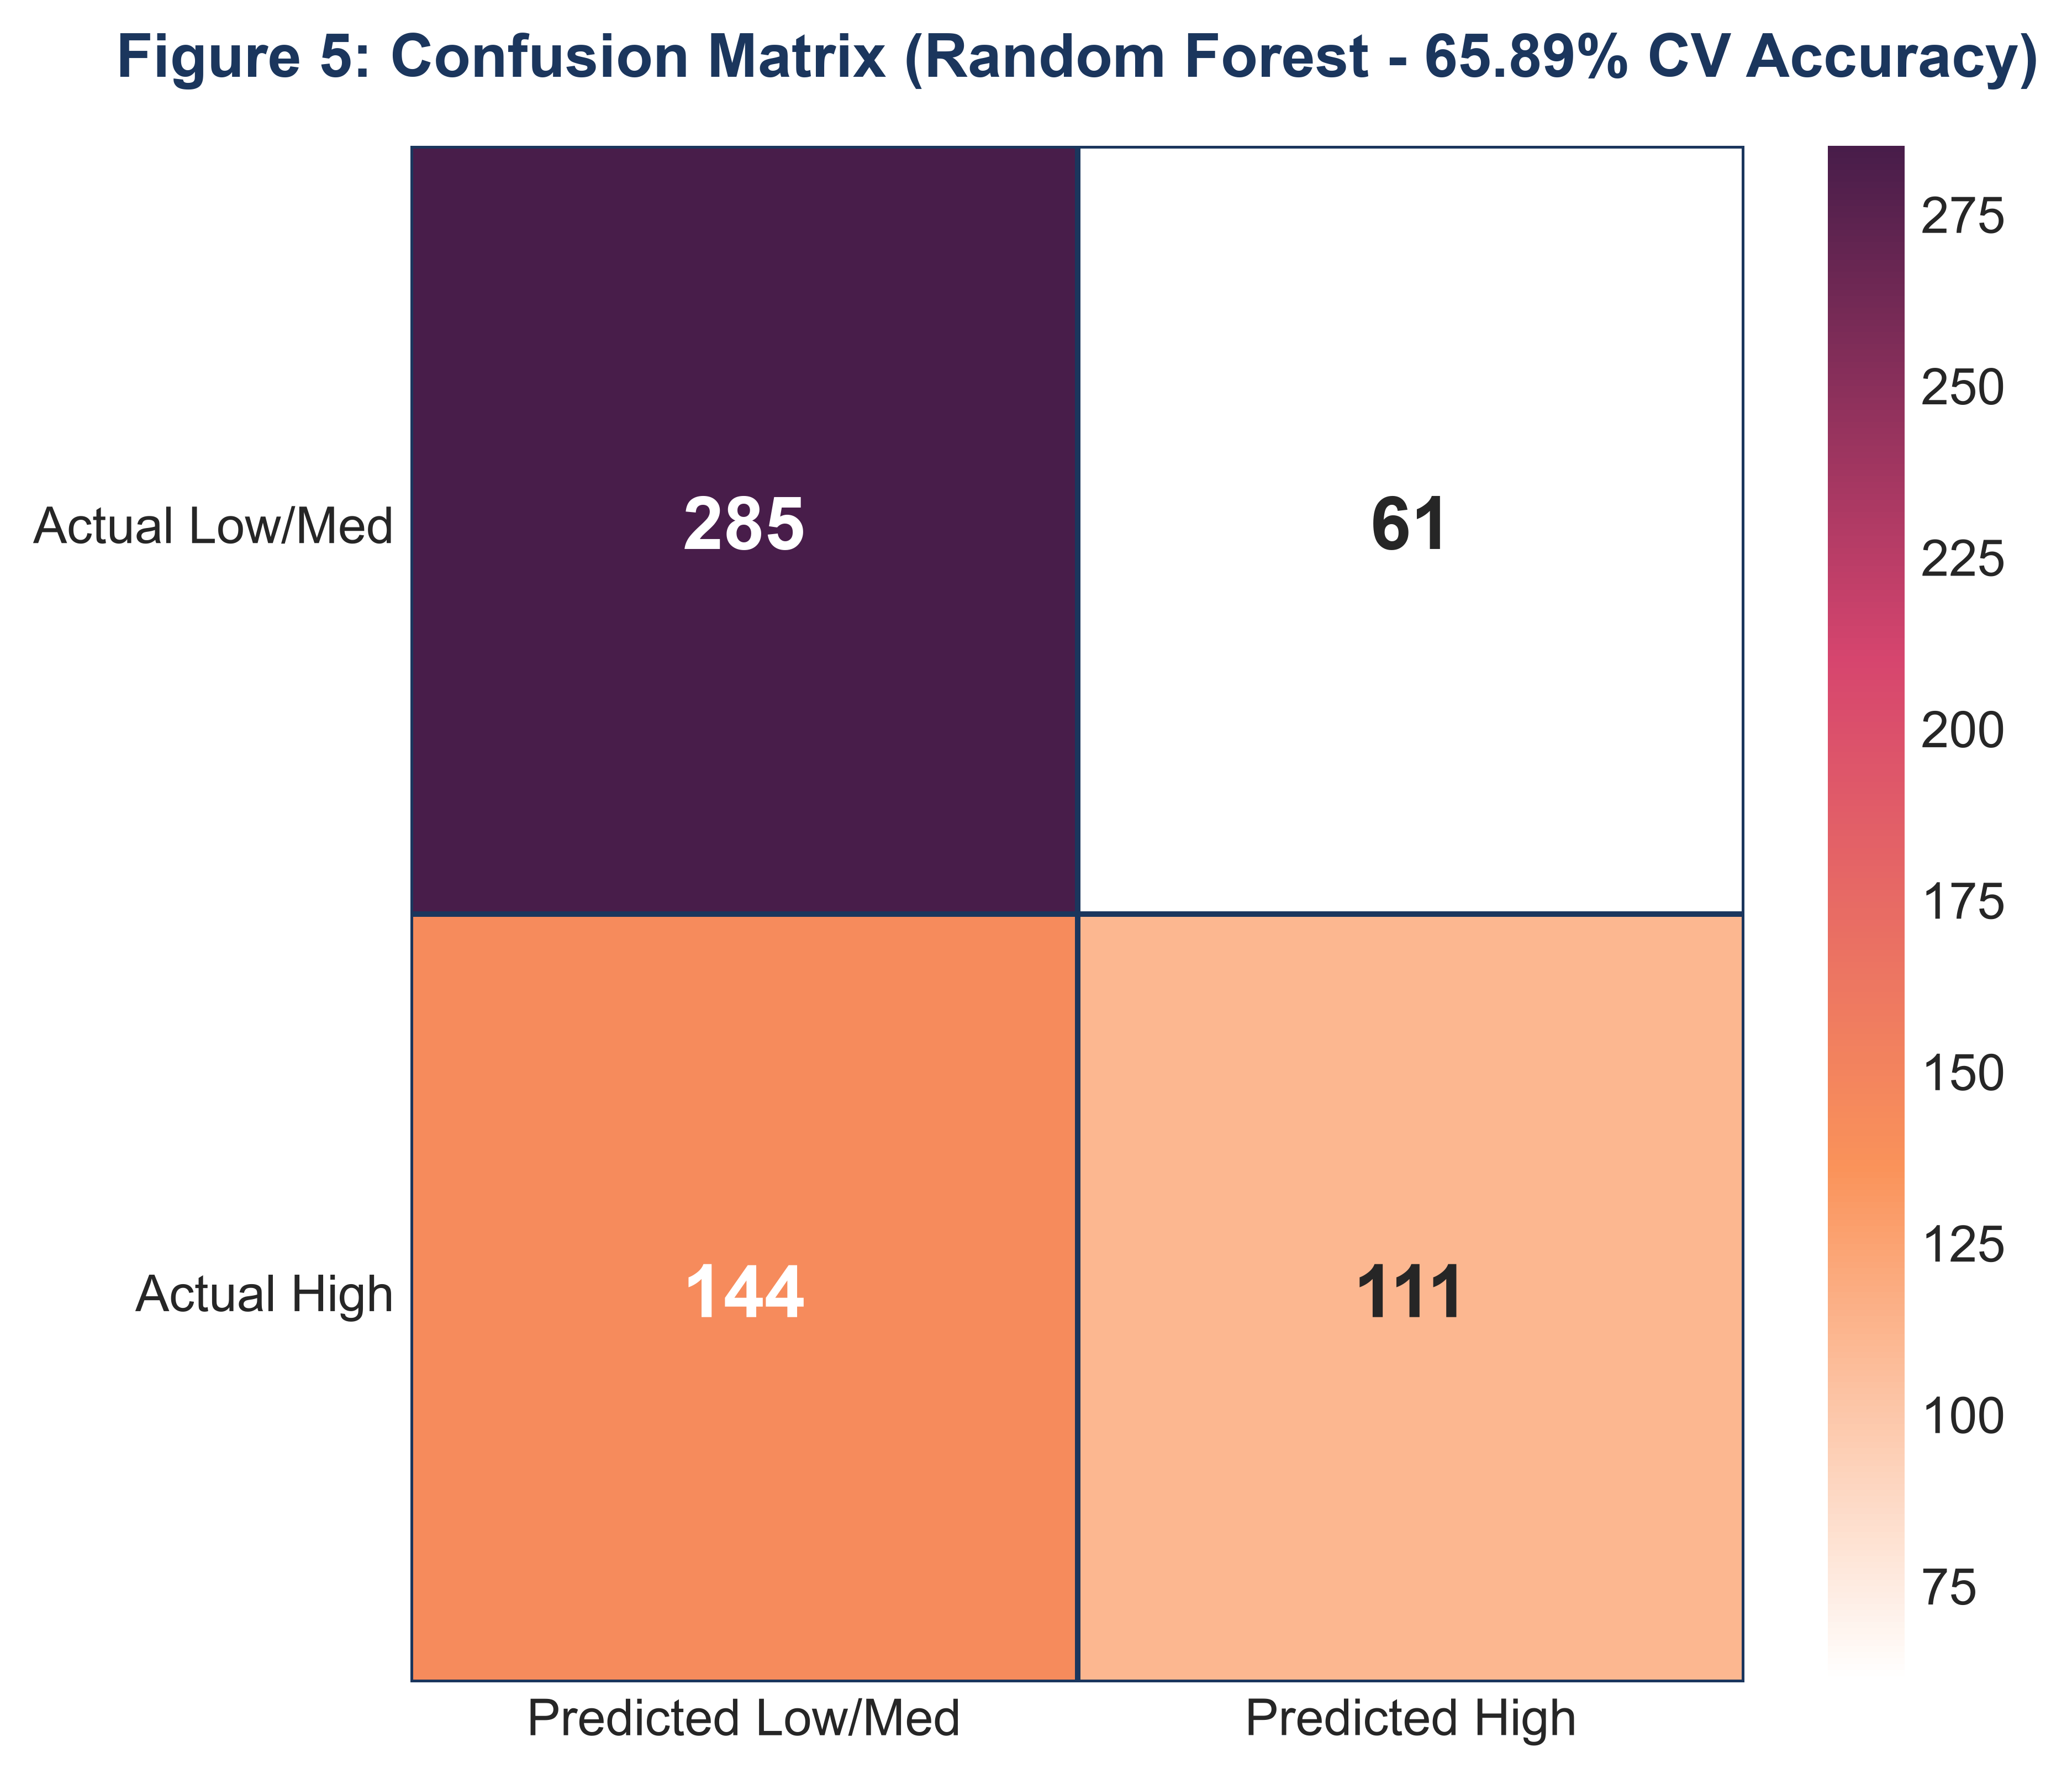 Figure 5: Confusion Matrix (Random Forest - 65.89% CV Accuracy)
Actual Low/Med
285
61
Actual High
144
111
Predicted Low/Med
Predicted High
275
250
225
200
175
150
125
100
75